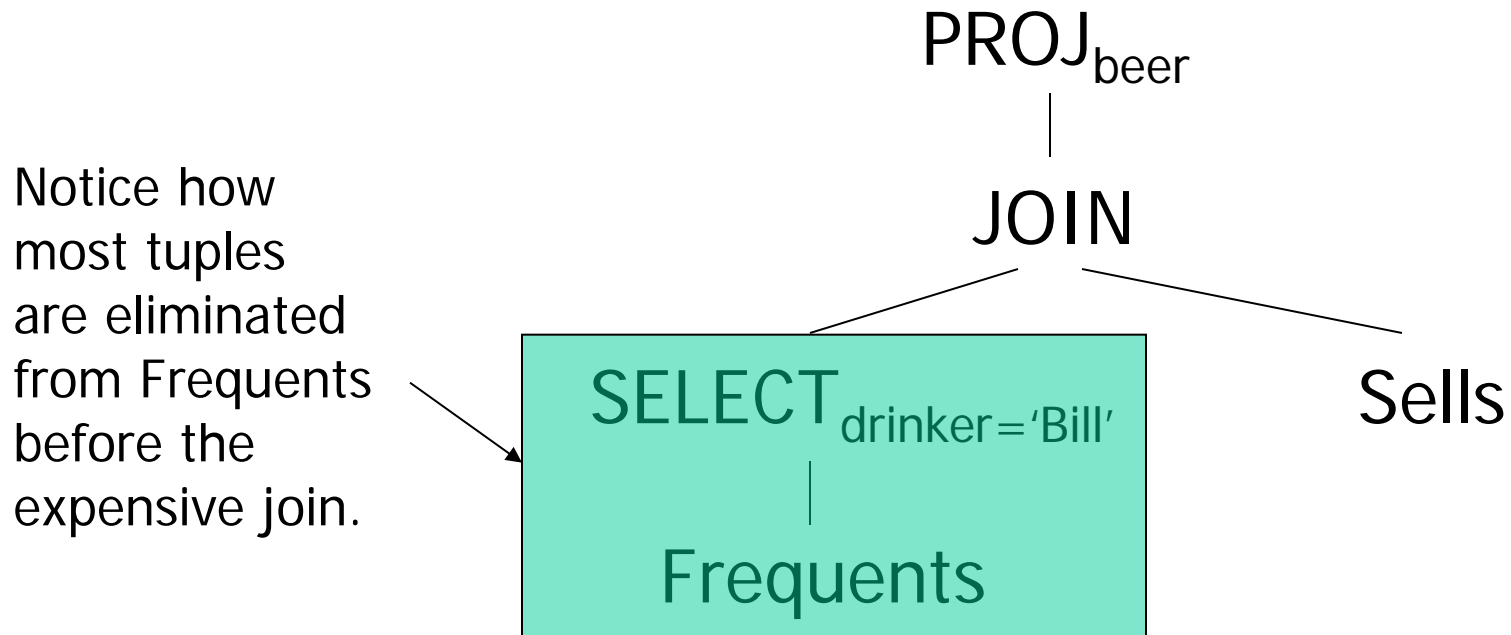 PROJbeer
JOIN
Notice how
most tuples
are eliminated
from Frequents
before the
expensive join.
SELECTdrinker=‘Bill’
Sells
Frequents